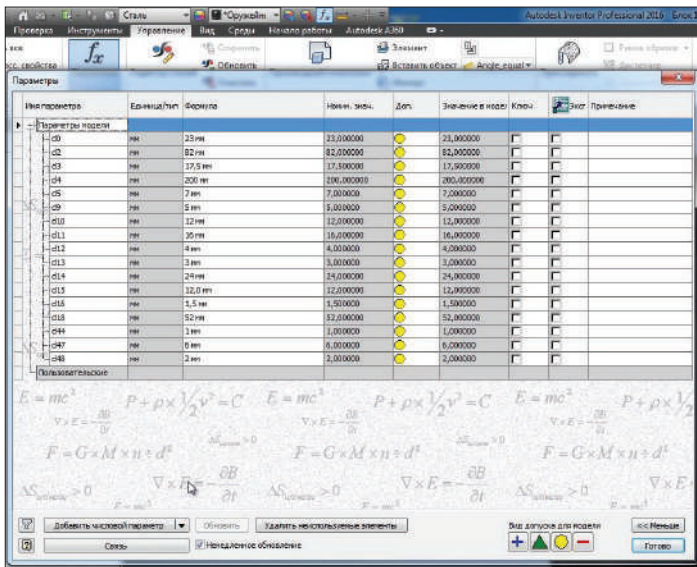 Сталь *Оружейн Autodesk Inventor Professional 2016 Блок
Проверка Инструменты Управление Вид Среды Начало работы Autodesk A360
все Сохранить Элемент
свойства Обновить Вставить объект Angle_equal
Параметры
Имя параметра Единица/тип Формула Номин. знач. Доп. Ключ Экст Примечание
Параметры модели
d0 мм 23 мм 23,000000 23,000000
d2 мм 82 мм 82,000000 82,000000
d3 мм 17,5 мм 17,500000 17,500000
d4 мм 200 мм 200,000000 200,000000
d5 мм 7 мм 7,000000 7,000000
d9 мм 5 мм 5,000000 5,000000
d10 мм 12 мм 12,000000 12,000000
d11 мм 16 мм 16,000000 16,000000
d12 мм 4 мм 4,000000 4,000000
d13 мм 3 мм 3,000000 3,000000
d14 мм 24 мм 24,000000 24,000000
d15 мм 12,0 мм 12,000000 12,000000
d16 мм 1,5 мм 1,500000 1,500000
d18 мм 52 мм 52,000000 52,000000
d44 мм 1 мм 1,000000 1,000000
d47 мм 6 мм 6,000000 6,000000
d48 мм 2 мм 2,000000 2,000000
Пользовательские
Добавить числовой параметр Обновить Удалить неиспользуемые элементы Вид допуска для модели << Меньше
Связь Немедленное обновление Готово